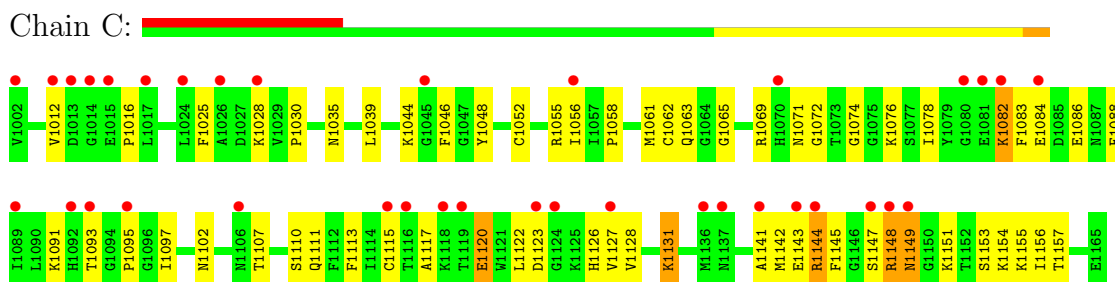 Chain C:
V1002 V1012 D1013 G1014 E1015 P1016 L1017 L1024 F1025 A1026 D1027 K1028 V1029 P1030 N1035 L1039 K1044 G1045 F1046 G1047 Y1048 C1052 R1055 I1056 I1057 P1058 M1061 C1062 Q1063 G1064 G1065 R1069 H1070 N1071 G1072 T1073 G1074 G1075 K1076 S1077 I1078 Y1079 G1080 E1081 K1082 F1083 E1084 D1085 E1086 N1087 F1088
I1089 L1090 K1091 H1092 T1093 G1094 P1095 G1096 I1097 N1102 N1106 T1107 S1110 Q1111 F1112 F1113 I1114 C1115 T1116 A1117 K1118 T1119 E1120 W1121 L1122 D1123 G1124 K1125 H1126 V1127 V1128 K1131 M1136 N1137 A1141 M1142 E1143 R1144 F1145 G1146 S1147 R1148 M1149 G1150 K1151 T1152 S1153 K1154 K1155 I1156 T1157 E1165